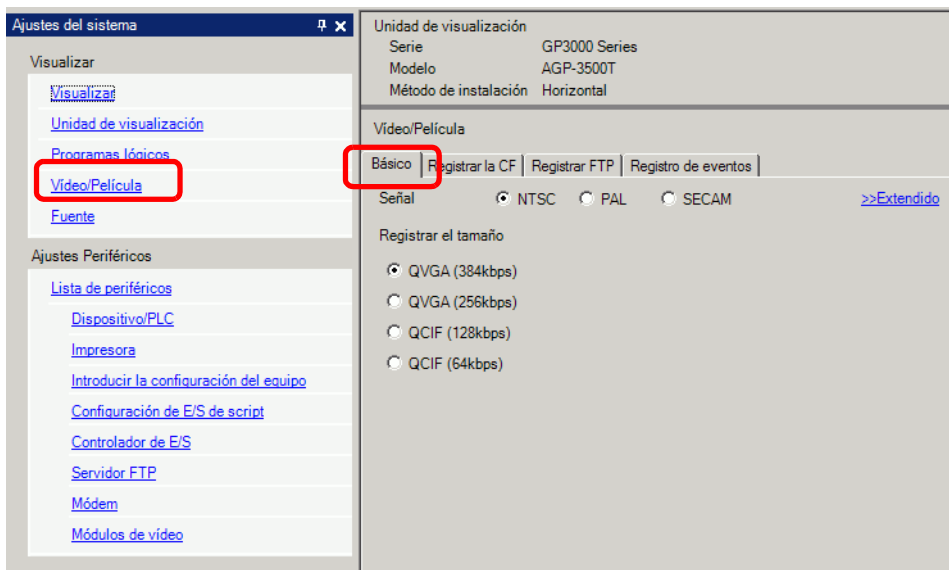 Ajustes del sistema
Visualizar
Visualizar
Unidad de visualización
Programas lógicos
Vídeo/Película
Fuente
Ajustes Periféricos
Lista de periféricos
Dispositivo/PLC
Impresora
Introducir la configuración del equipo
Configuración de E/S de script
Controlador de E/S
Servidor FTP
Módem
Módulos de vídeo
Unidad de visualización
Serie GP3000 Series
Modelo AGP-3500T
Método de instalación Horizontal
Vídeo/Película
Básico Registrar la CF Registrar FTP Registro de eventos
Señal NTSC PAL SECAM >>Extendido
Registrar el tamaño
QVGA (384kbps)
QVGA (256kbps)
QCIF (128kbps)
QCIF (64kbps)